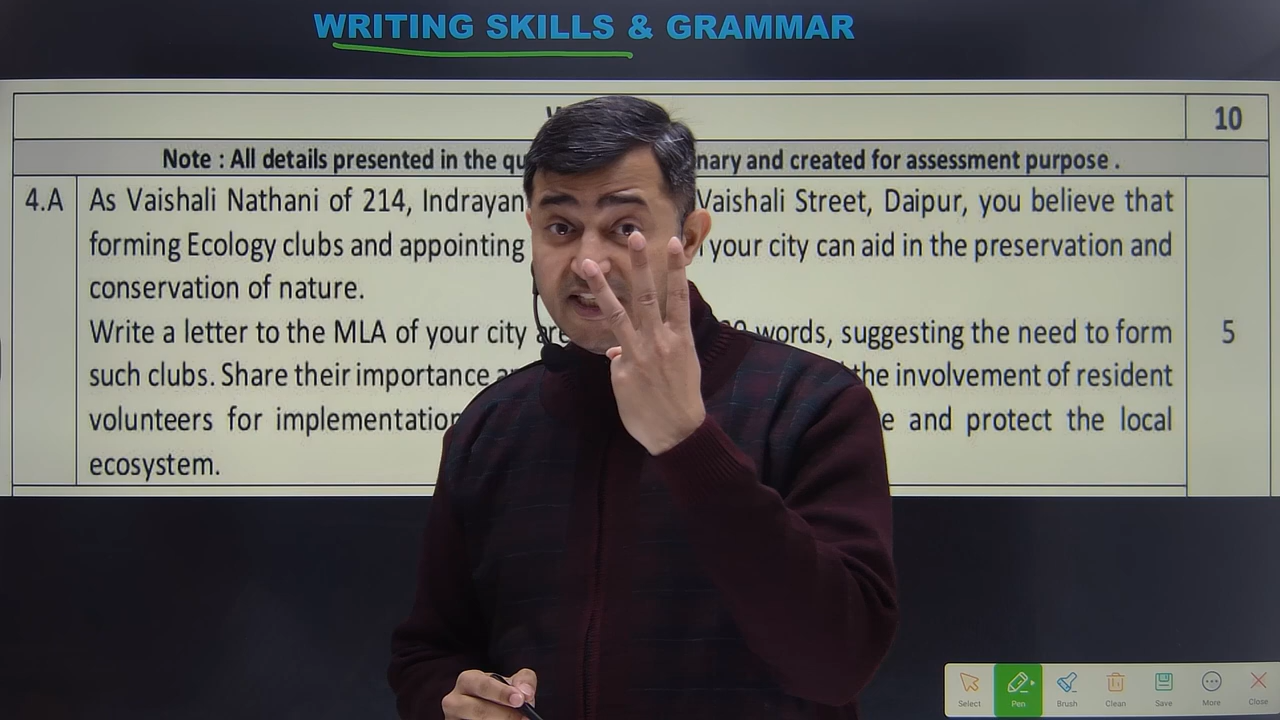 WRITING SKILLS & GRAMMAR
10
Note : All details presented in the and created for assessment purpose .
4.A As Vaishali Nathani of 214, Vaishali Street, Daipur, you believe that
forming Ecology clubs and appointing your city can aid in the preservation and
conservation of nature.
Write a letter to the MLA of your city words, suggesting the need to form 5
such clubs. Share their importance the involvement of resident
volunteers for and protect the local
ecosystem.
Select Pen Brush Clean Save More Close